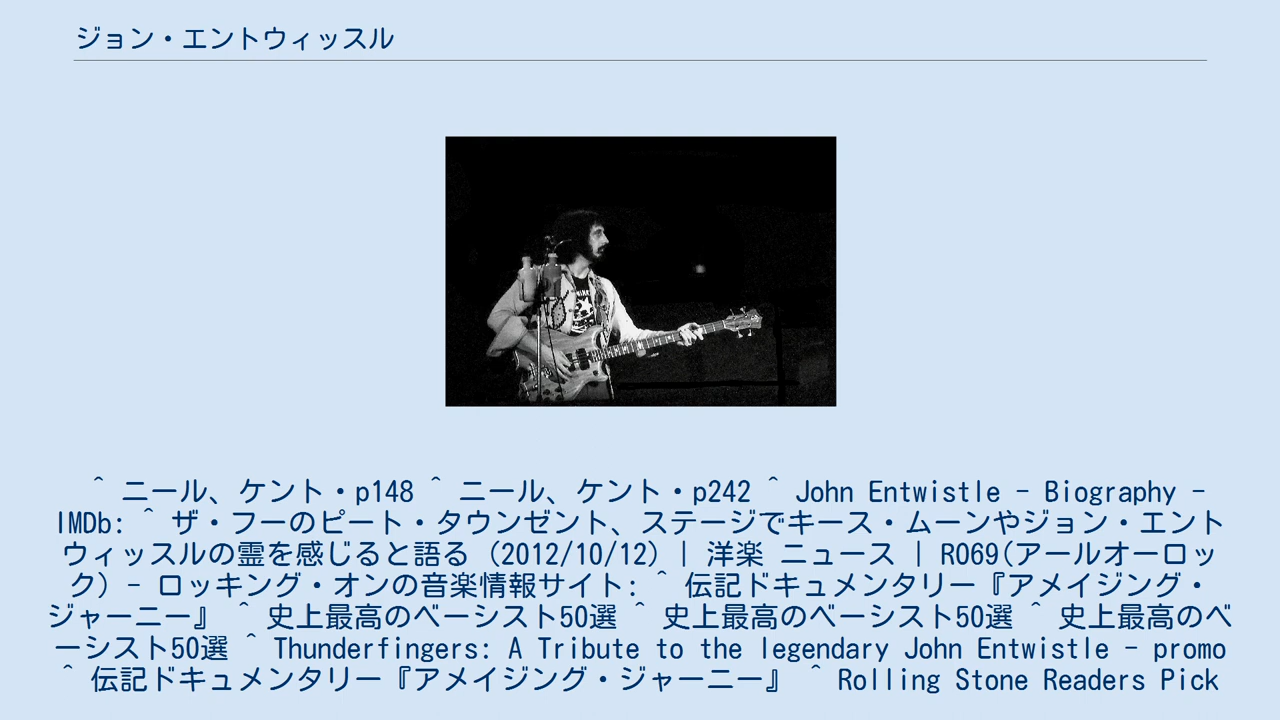 ジョン・エントウィッスル
^ ニール、ケント・p148 ^ ニール、ケント・p242 ^ John Entwistle - Biography -
IMDb: ^ ザ・フーのピート・タウンゼント、ステージでキース・ムーンやジョン・エント
ウィッスルの霊を感じると語る (2012/10/12) | 洋楽 ニュース | RO69(アールオーロッ
ク) - ロッキング・オンの音楽情報サイト: ^ 伝記ドキュメンタリー『アメイジング・
ジャーニー』 ^ 史上最高のベーシスト50選 ^ 史上最高のベーシスト50選 ^ 史上最高のベ
ーシスト50選 ^ Thunderfingers: A Tribute to the legendary John Entwistle - promo
^ 伝記ドキュメンタリー『アメイジング・ジャーニー』 ^ Rolling Stone Readers Pick